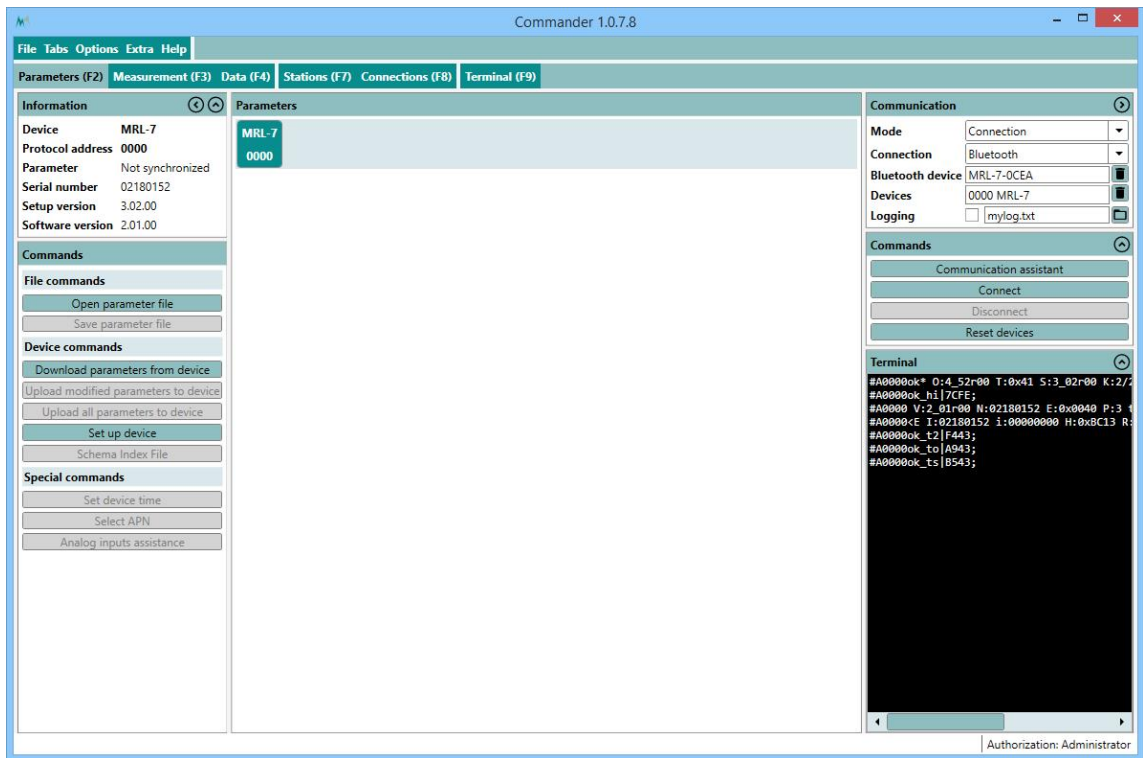 Commander 1.0.7.8
File Tabs Options Extra Help
Parameters (F2) Measurement (F3) Data (F4) Stations (F7) Connections (F8) Terminal (F9)
Information
Device MRL-7
Protocol address 0000
Parameter Not synchronized
Serial number 02180152
Setup version 3.02.00
Software version 2.01.00
Commands
File commands
Open parameter file
Save parameter file
Device commands
Download parameters from device
Upload modified parameters to device
Upload all parameters to device
Set up device
Schema Index File
Special commands
Set device time
Select APN
Analog inputs assistance
Parameters
MRL-7
0000
Communication
Mode Connection
Connection Bluetooth
Bluetooth device MRL-7-0CEA
Devices 0000 MRL-7
Logging mylog.txt
Commands
Communication assistant
Connect
Disconnect
Reset devices
Terminal
#A0000ok* O:4_52r00 T:0x41 S:3_02r00 K:2/2
#A0000ok_hi|7CFE;
#A0000 V:2_01r00 N:02180152 E:0x0040 P:3
#A0000<E I:02180152 i:00000000 H:0xBC13 R:
#A0000ok_t2|F443;
#A0000ok_to|A943;
#A0000ok_ts|B543;
Authorization: Administrator